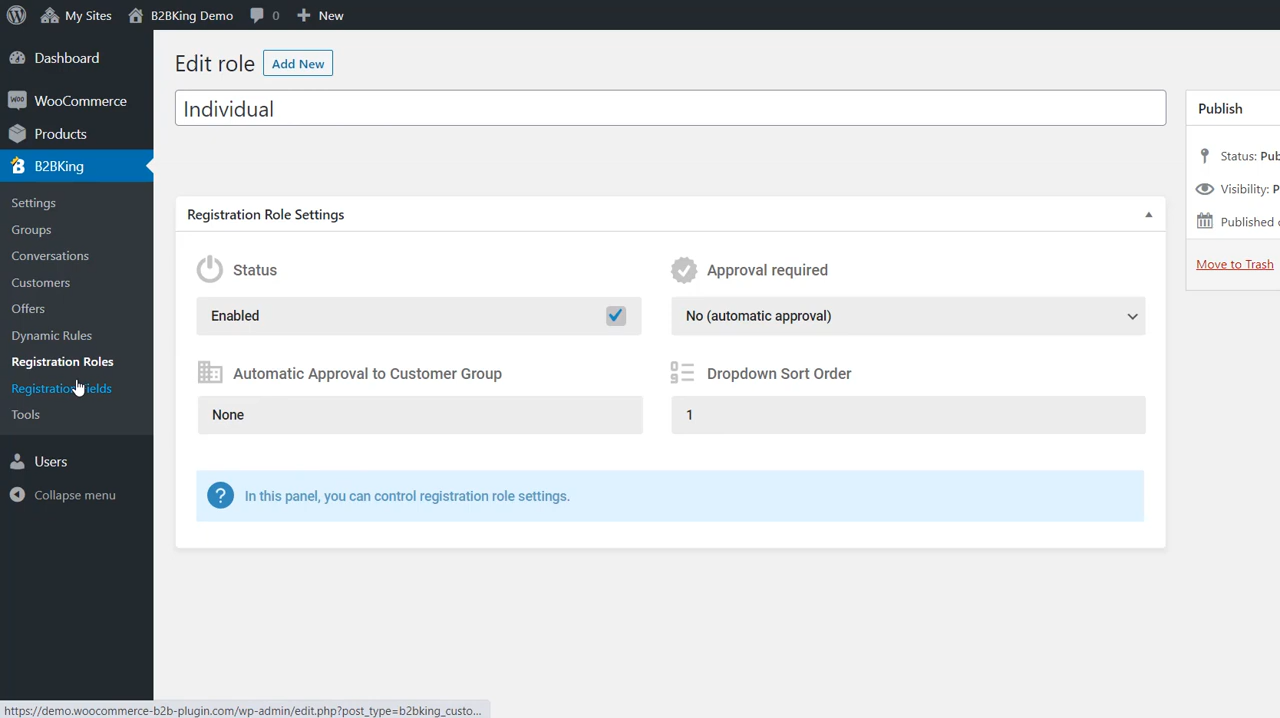 My Sites
B2BKing Demo
0
New
Dashboard
WooCommerce
Products
B2BKing
Settings
Groups
Conversations
Customers
Offers
Dynamic Rules
Registration Roles
Registration Fields
Tools
Users
Collapse menu
Edit role
Add New
Individual
Registration Role Settings
Status
Approval required
Enabled
No (automatic approval)
Automatic Approval to Customer Group
Dropdown Sort Order
None
1
In this panel, you can control registration role settings.
Publish
Status: Pub
Visibility: P
Published o
Move to Trash
https://demo.woocommerce-b2b-plugin.com/wp-admin/edit.php?post_type=b2bking_custo...